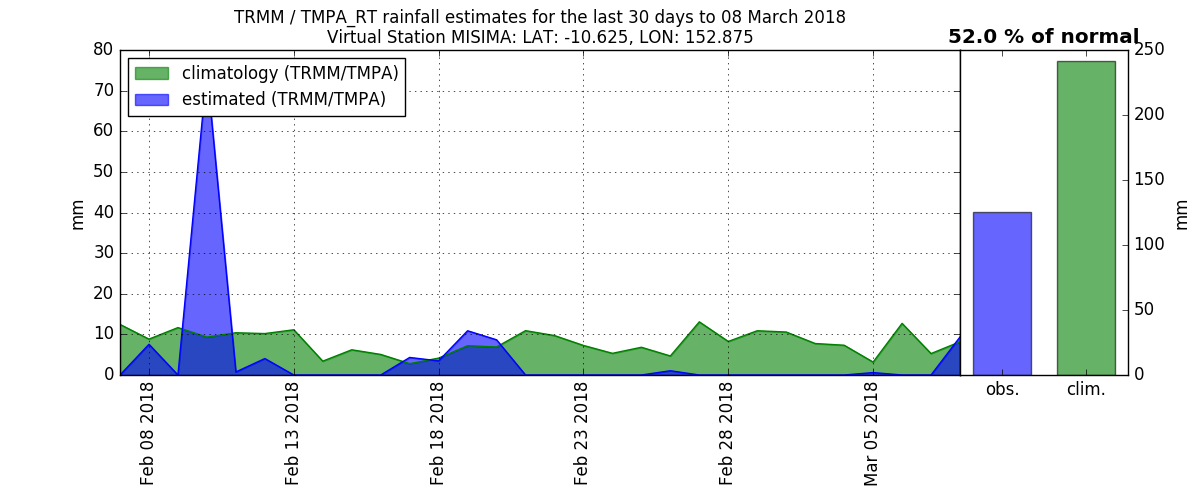 TRMM / TMPA_RT rainfall estimates for the last 30 days to 08 March 2018
Virtual Station MISIMA: LAT: -10.625, LON: 152.875
52.0 % of normal
climatology (TRMM/TMPA)
estimated (TRMM/TMPA)
80
70
60
50
40
30
20
10
0
mm
Feb 08 2018
Feb 13 2018
Feb 18 2018
Feb 23 2018
Feb 28 2018
Mar 05 2018
250
200
150
100
50
0
mm
obs.
clim.